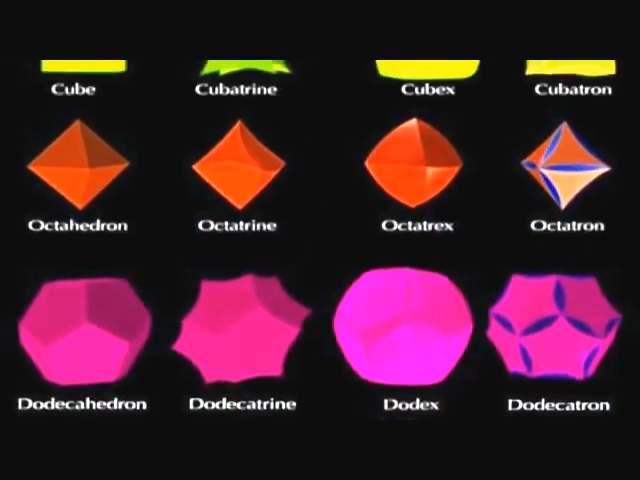 Cube Cubatrine Cubex Cubatron
Octahedron Octatrine Octatrex Octatron
Dodecahedron Dodecatrine Dodex Dodecatron